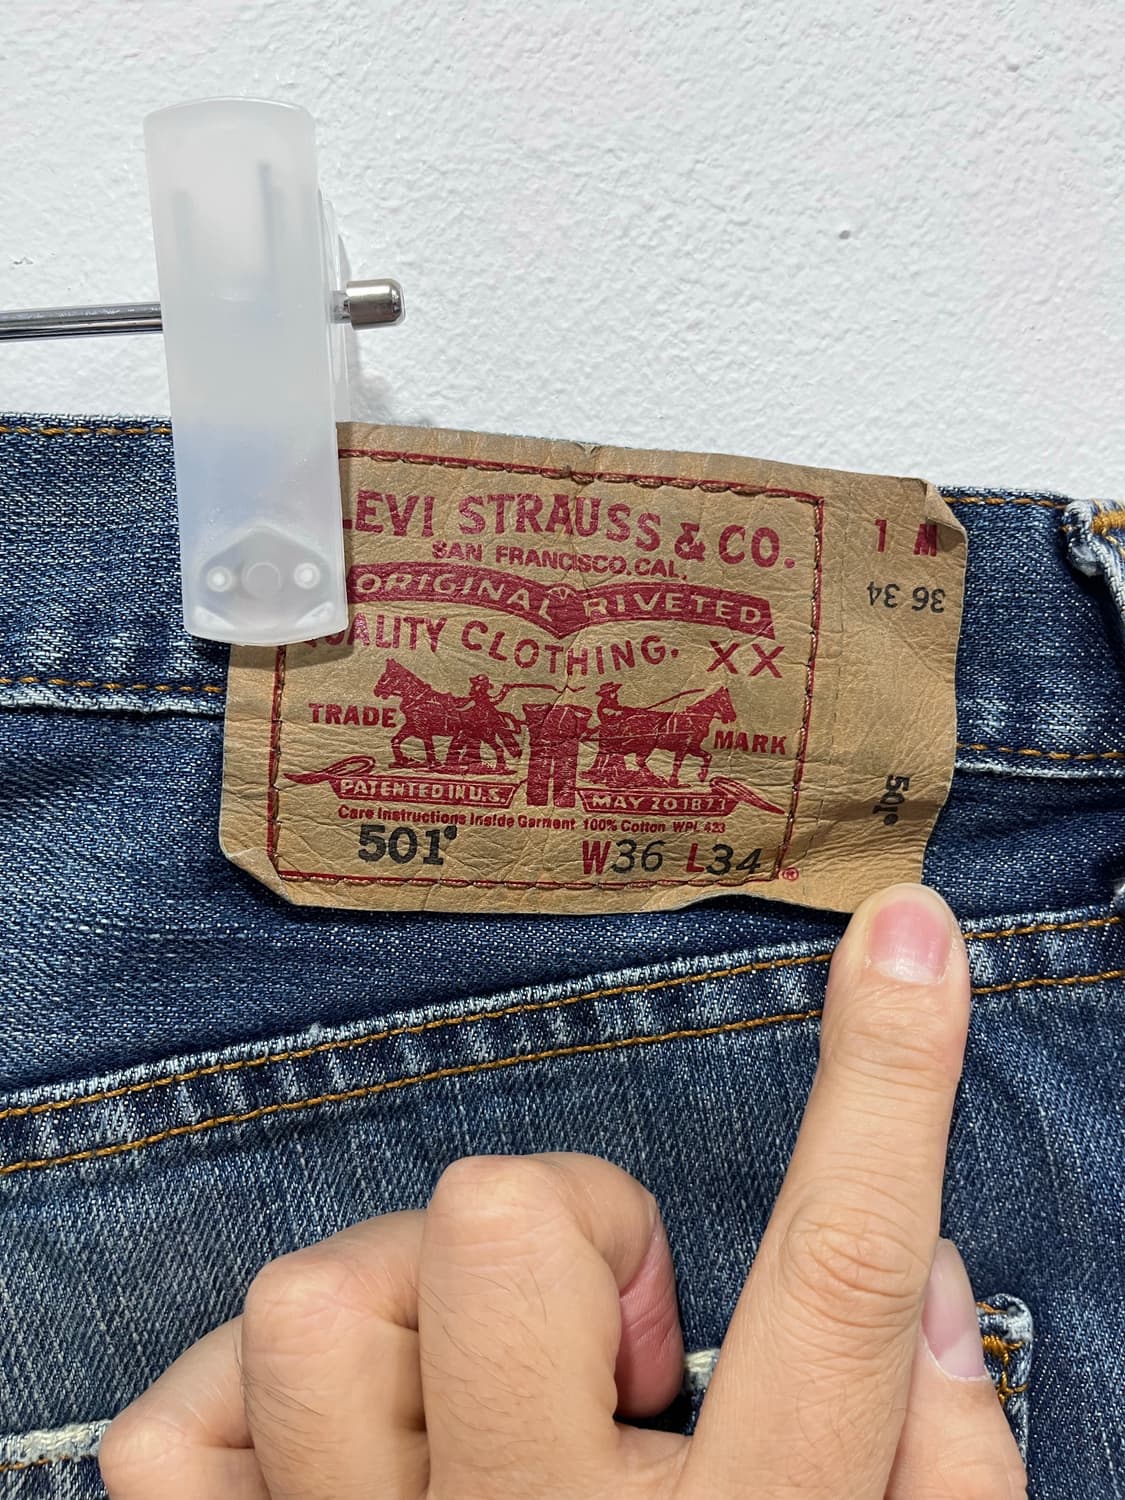 LEVI STRAUSS & CO.
SAN FRANCISCO, CAL.
ORIGINAL RIVETED
QUALITY CLOTHING. XX
TRADE MARK
PATENTED IN U.S. MAY 20 1873
Care Instructions Inside Garment 100% Cotton WPL 423
501® W36 L34 ®
1 M
36 34
501®